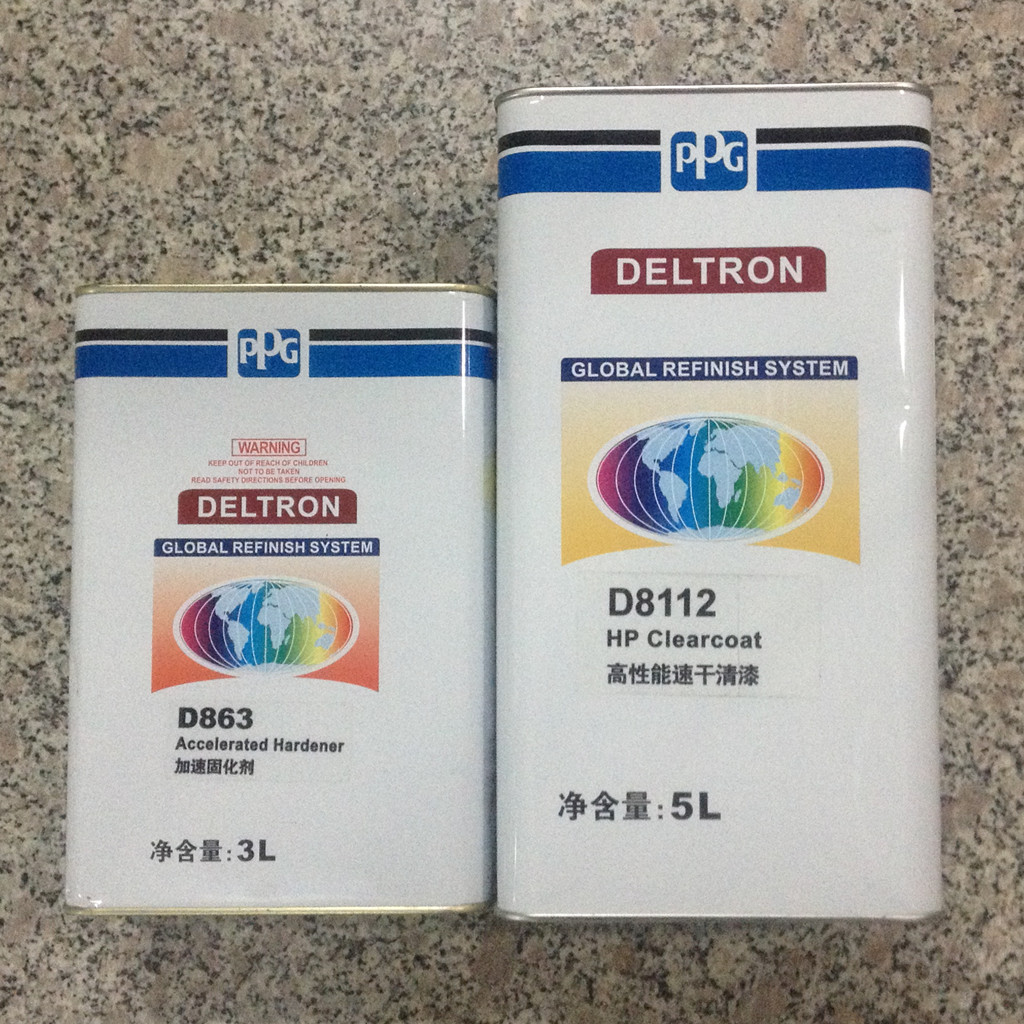 PPG
WARNING
KEEP OUT OF REACH OF CHILDREN
NOT TO BE TAKEN
READ SAFETY DIRECTIONS BEFORE OPENING
DELTRON
GLOBAL REFINISH SYSTEM
D863
Accelerated Hardener
加速固化剂
净含量:3L
PPG
DELTRON
GLOBAL REFINISH SYSTEM
D8112
HP Clearcoat
高性能速干清漆
净含量:5L